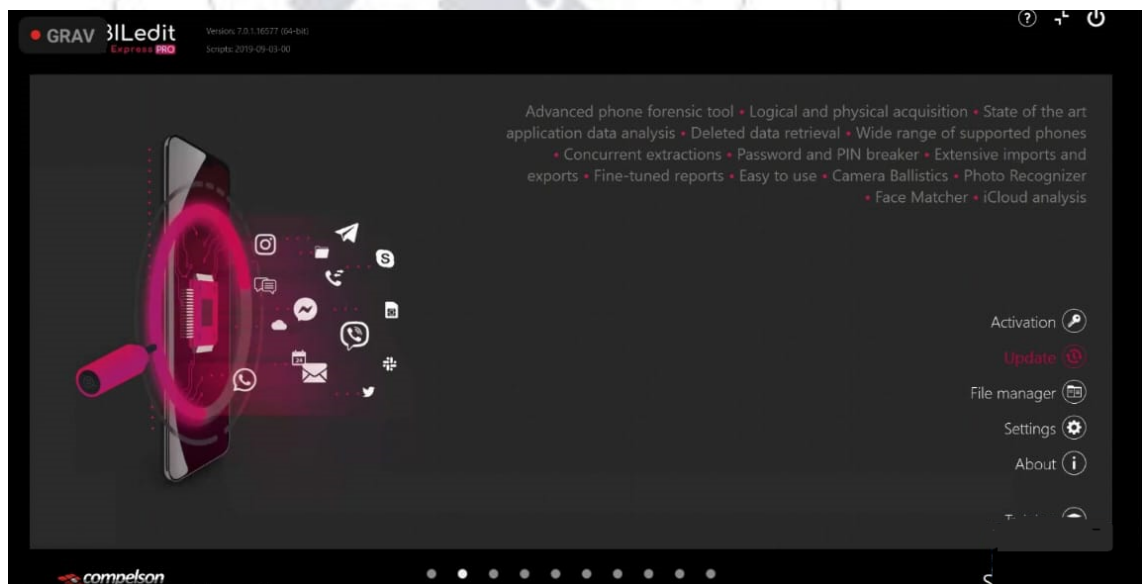 GRAV
BILedit
Express PRO
Version: 7.0.1.16577 (64-bit)
Scripts: 2019-09-03-00
Advanced phone forensic tool • Logical and physical acquisition • State of the art
application data analysis • Deleted data retrieval • Wide range of supported phones
• Concurrent extractions • Password and PIN breaker • Extensive imports and
exports • Fine-tuned reports • Easy to use • Camera Ballistics • Photo Recognizer
• Face Matcher • iCloud analysis
24
Activation
Update
File manager
Settings
About
compelson